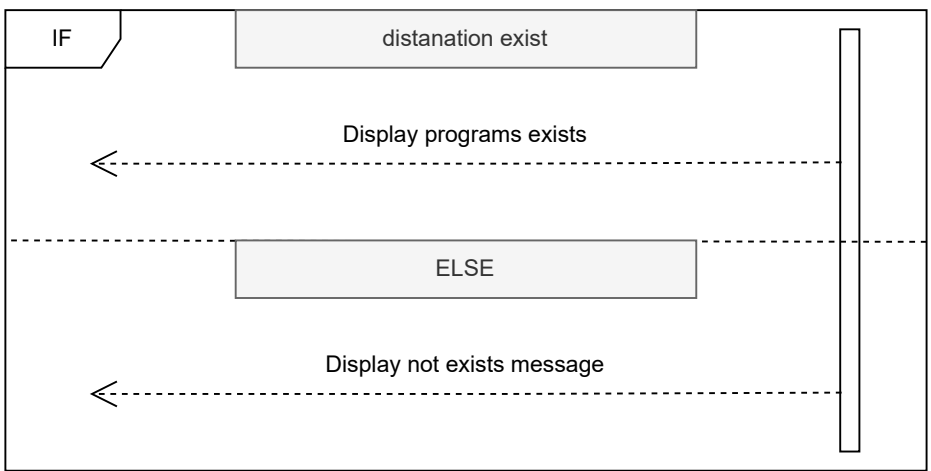 IF
distanation exist
Display programs exists
ELSE
Display not exists message